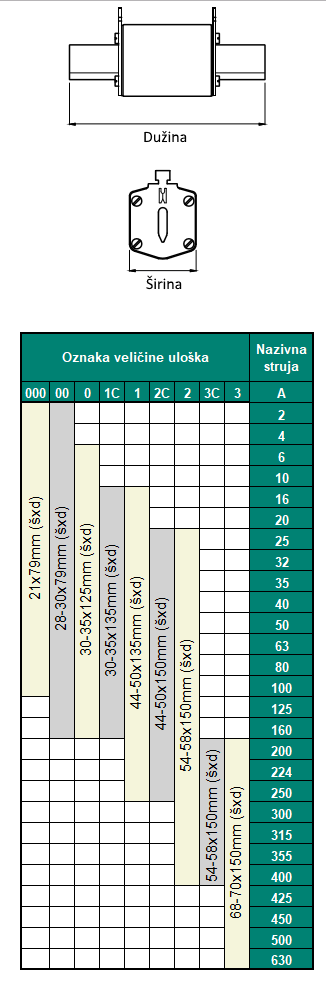 Dužina
Širina
Oznaka veličine uloška
Nazivna
struja
000 00 0 1C 1 2C 2 3C 3 A
2
4
6
10
16
20
25
32
35
40
50
63
80
100
125
160
200
224
250
300
315
355
400
425
450
500
630
21x79mm (šxd)
28-30x79mm (šxd)
30-35x125mm (šxd)
30-35x135mm (šxd)
44-50x135mm (šxd)
44-50x150mm (šxd)
54-58x150mm (šxd)
54-58x150mm (šxd)
68-70x150mm (šxd)